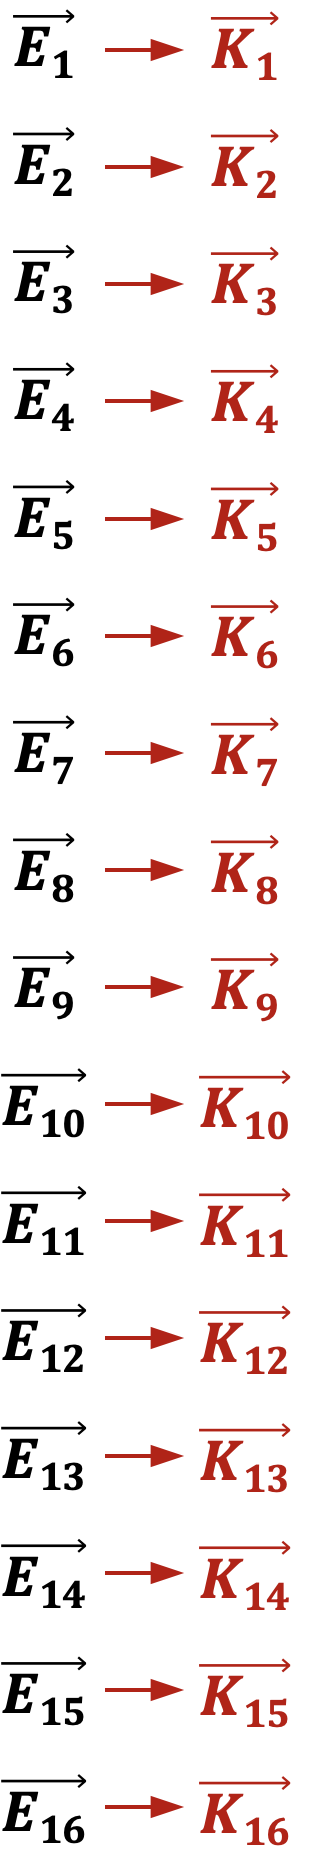 E₁ → K₁
E₂ → K₂
E₃ → K₃
E₄ → K₄
E₅ → K₅
E₆ → K₆
E₇ → K₇
E₈ → K₈
E₉ → K₉
E₁₀ → K₁₀
E₁₁ → K₁₁
E₁₂ → K₁₂
E₁₃ → K₁₃
E₁₄ → K₁₄
E₁₅ → K₁₅
E₁₆ → K₁₆